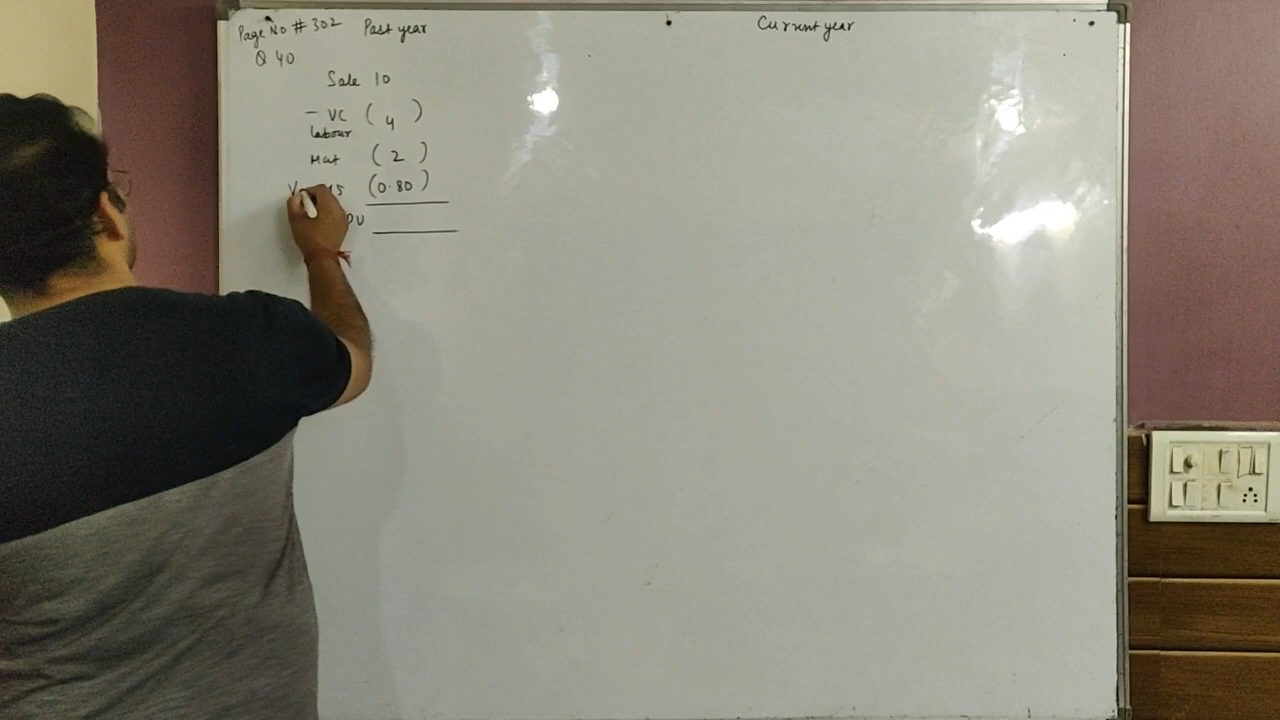 Page No # 302 Past year Current year
Q 40
Sale 10
- VC ( 4 )
labour
Mat ( 2 )
(0.80)